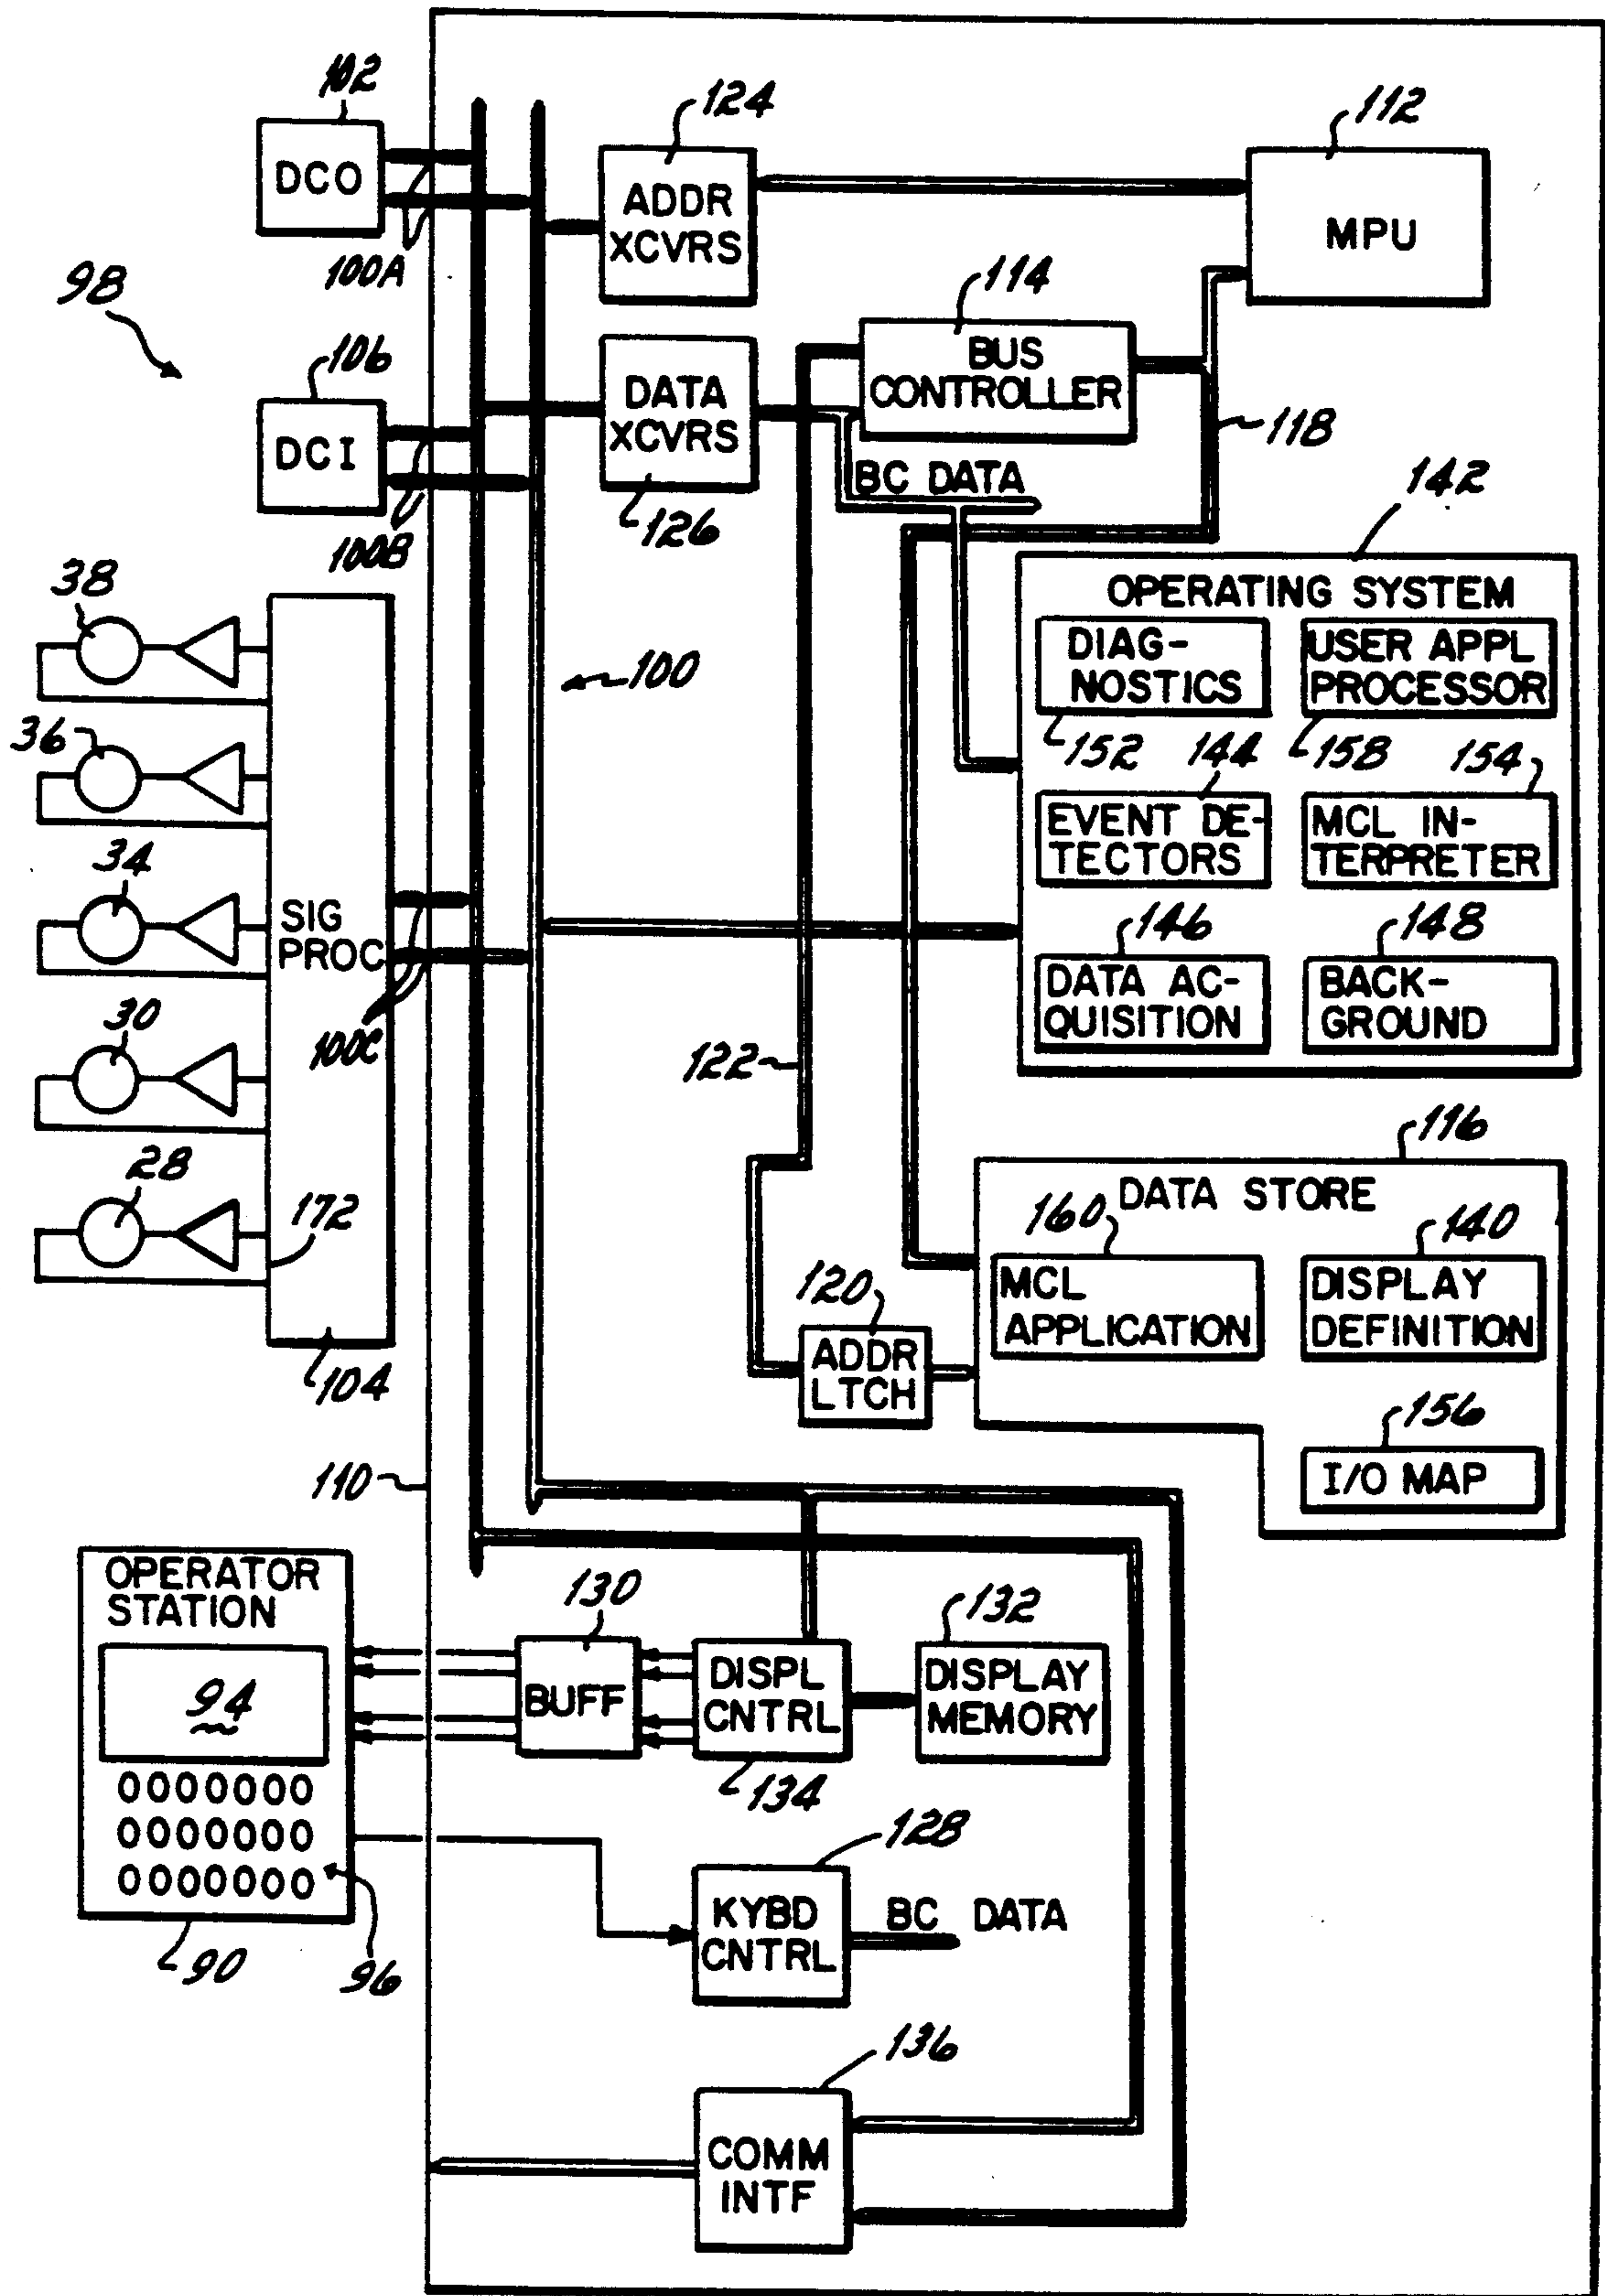 102
DCO
100A
98
106
DCI
100B
124
ADDR
XCVRS
112
MPU
114
BUS
CONTROLLER
118
DATA
XCVRS
126
BC DATA
142
OPERATING SYSTEM
DIAG-
NOSTICS
152
USER APPL
PROCESSOR
158
144
EVENT DE-
TECTORS
154
MCL IN-
TERPRETER
146
DATA AC-
QUISITION
148
BACK-
GROUND
38
36
34
30
28
SIG
PROC
100C
172
104
100
122
116
DATA STORE
160
MCL
APPLICATION
140
DISPLAY
DEFINITION
156
I/O MAP
120
ADDR
LTCH
110
OPERATOR
STATION
94
0000000
0000000
0000000
90
96
130
BUFF
DISPL
CNTRL
134
132
DISPLAY
MEMORY
128
KYBD
CNTRL
BC DATA
136
COMM
INTF